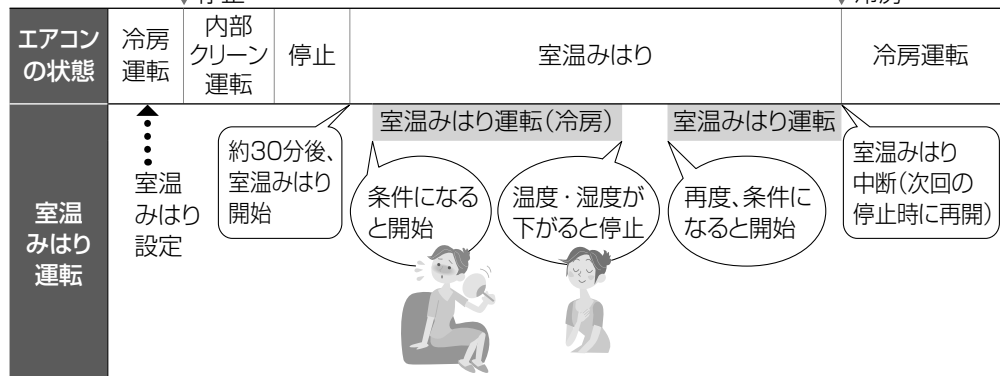 エアコン
の状態
冷房
運転
内部
クリーン
運転
停止
室温みはり
冷房運転
室温
みはり
運転
室温
みはり
設定
約30分後、
室温みはり
開始
室温みはり運転(冷房)
室温みはり運転
条件になる
と開始
温度・湿度が
下がると停止
再度、条件に
なると開始
室温みはり
中断(次回の
停止時に再開)